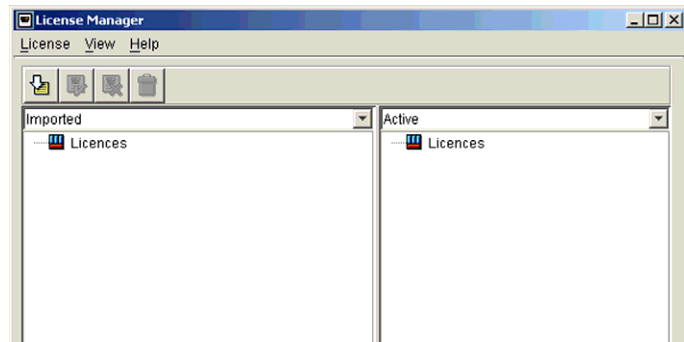 License Manager
License View Help
Imported Active
Licences Licences